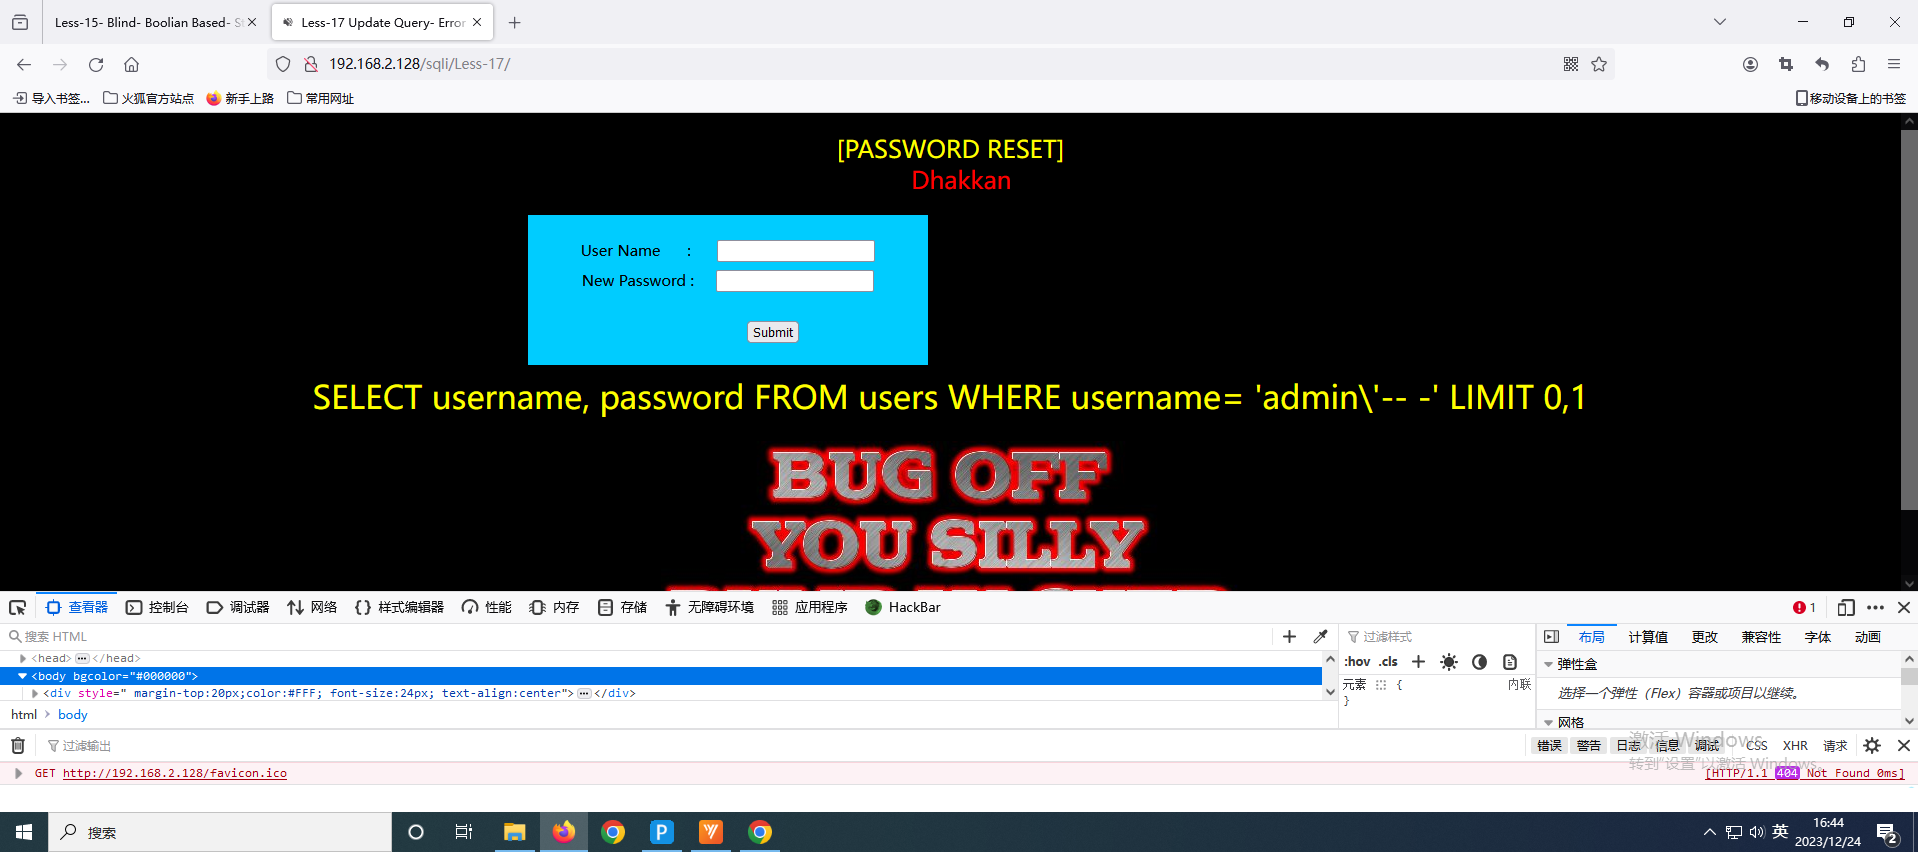 Less-15- Blind- Boolian Based- St
Less-17 Update Query- Error
192.168.2.128/sqli/Less-17/
导入书签...
火狐官方站点
新手上路
常用网址
移动设备上的书签
[PASSWORD RESET]
Dhakkan
User Name :
New Password :
Submit
SELECT username, password FROM users WHERE username= 'admin\'-- -' LIMIT 0,1
BUG OFF
YOU SILLY
查看器 控制台 调试器 网络 样式编辑器 性能 内存 存储 无障碍环境 应用程序 HackBar
1
搜索 HTML
过滤样式
布局 计算值 更改 兼容性 字体 动画
<head> ··· </head>
:hov .cls
弹性盒
<body bgcolor="#000000">
元素 { 内联
<div style=" margin-top:20px;color:#FFF; font-size:24px; text-align:center"> ··· </div>
}
选择一个弹性（Flex）容器或项目以继续。
html > body
网格
过滤输出
错误 警告 日志 信息 调试 CSS XHR 请求
激活 Windows
转到"设置"以激活 Windows。
GET http://192.168.2.128/favicon.ico
[HTTP/1.1 404 Not Found 0ms]
搜索
英
16:44
2023/12/24
2